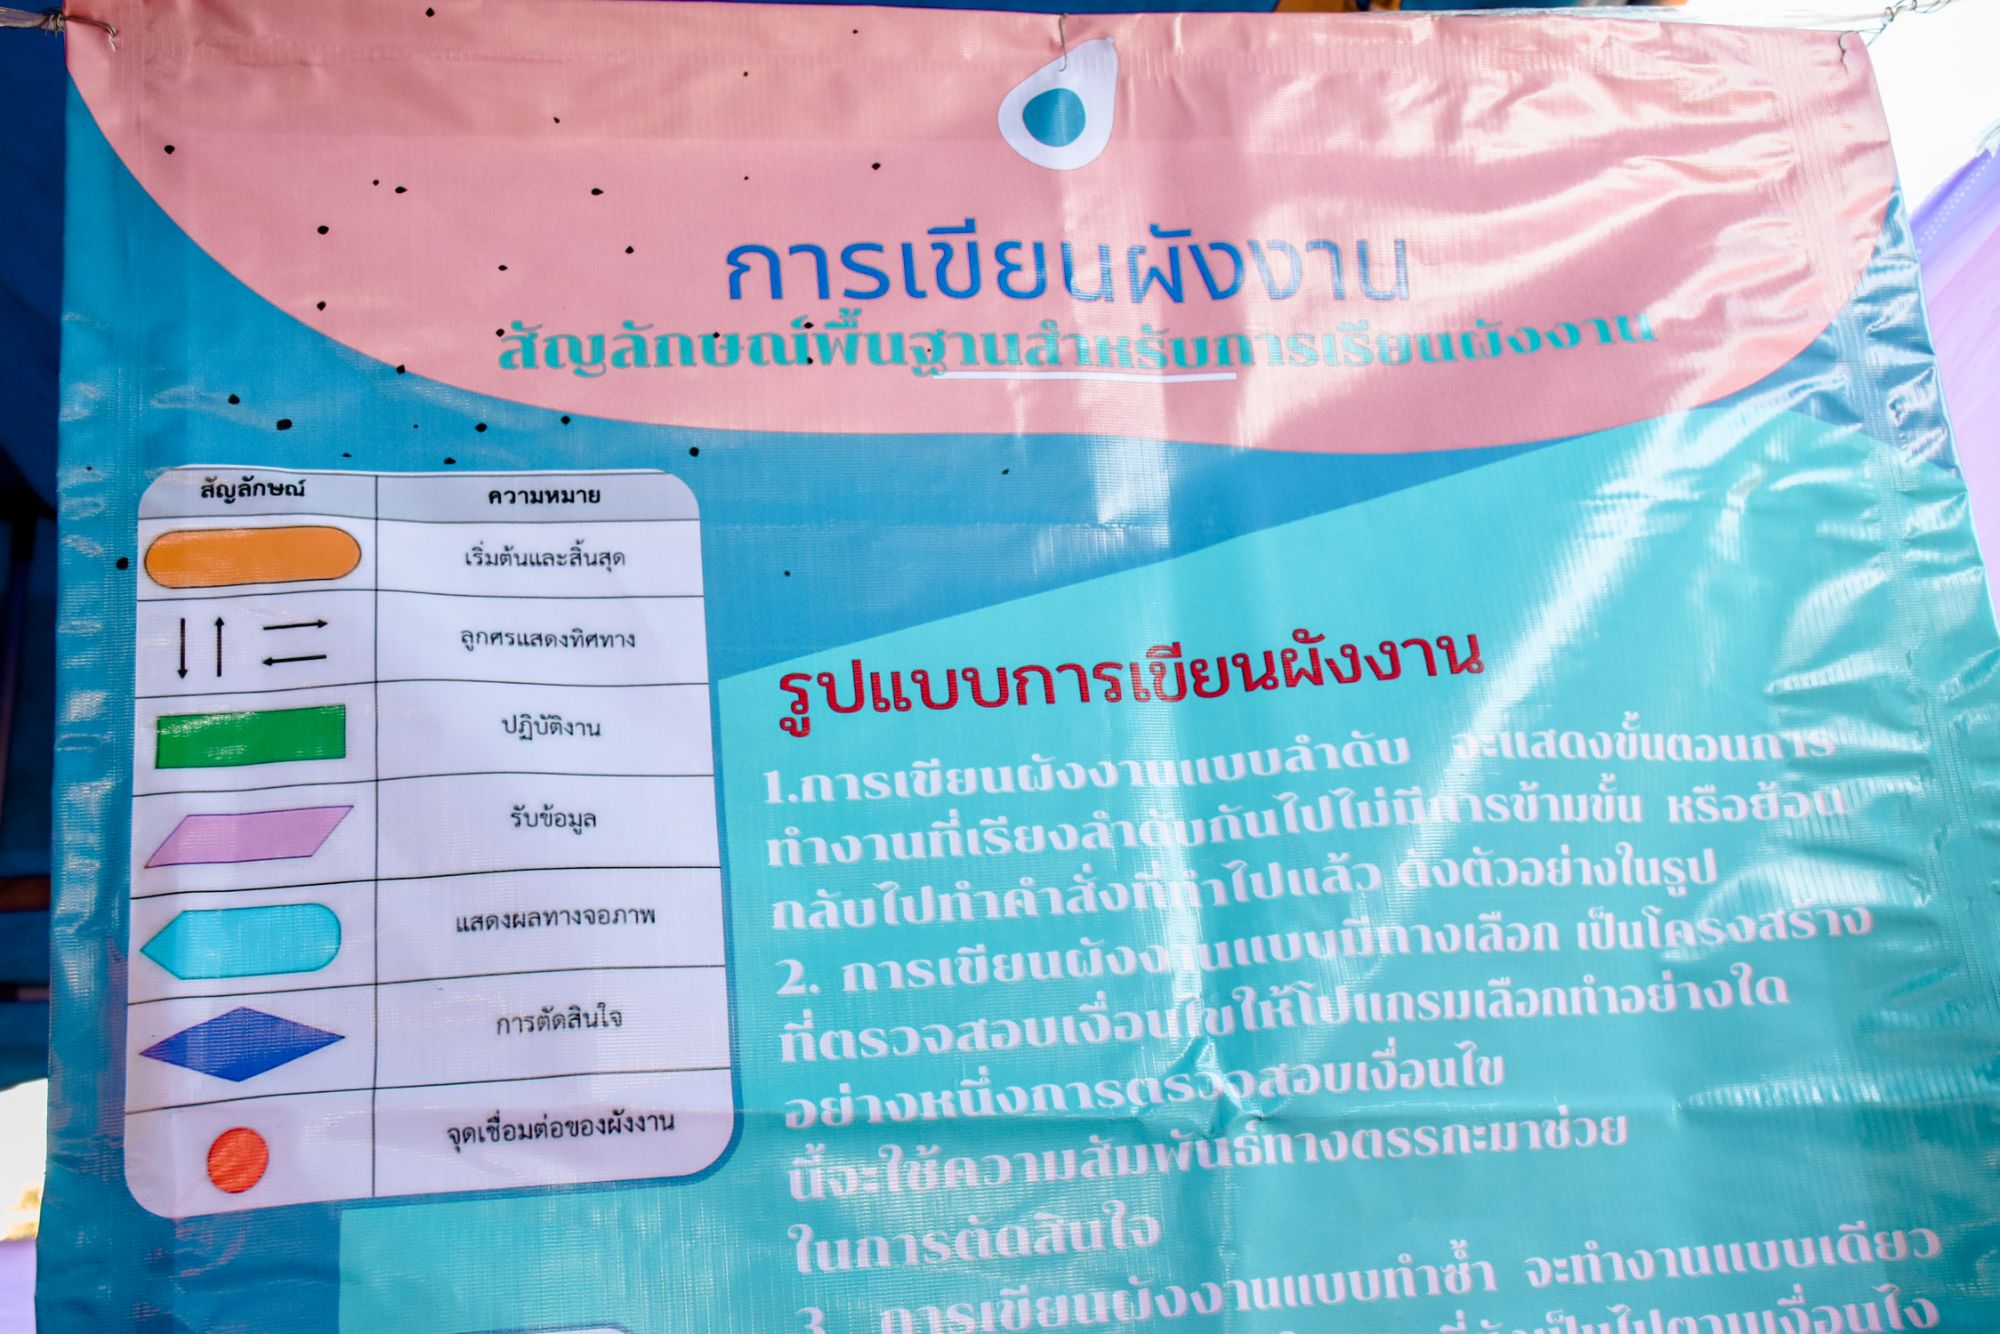 การเขียนผังงาน
สัญลักษณ์พื้นฐานสำหรับการเรียนผังงาน
สัญลักษณ์ ความหมาย
เริ่มต้นและสิ้นสุด
ลูกศรแสดงทิศทาง
ปฏิบัติงาน
รับข้อมูล
แสดงผลทางจอภาพ
การตัดสินใจ
จุดเชื่อมต่อของผังงาน
รูปแบบการเขียนผังงาน
1.การเขียนผังงานแบบลำดับ จะแสดงขั้นตอนการ
ทำงานที่เรียงลำดับกันไปไม่มีการข้ามขั้น หรือย้อน
กลับไปทำคำสั่งที่ทำไปแล้ว ดังตัวอย่างในรูป
2. การเขียนผังงานแบบมีทางเลือก เป็นโครงสร้าง
ที่ตรวจสอบเงื่อนไขให้โปแกรมเลือกทำอย่างใด
อย่างหนึ่งการตรวจสอบเงื่อนไข
นี้จะใช้ความสัมพันธ์ทางตรรกะมาช่วย
ในการตัดสินใจ
3. การเขียนผังงานแบบทำซ้ำ จะทำงานแบบเดียว
เป็นไปตามเงื่อนไง